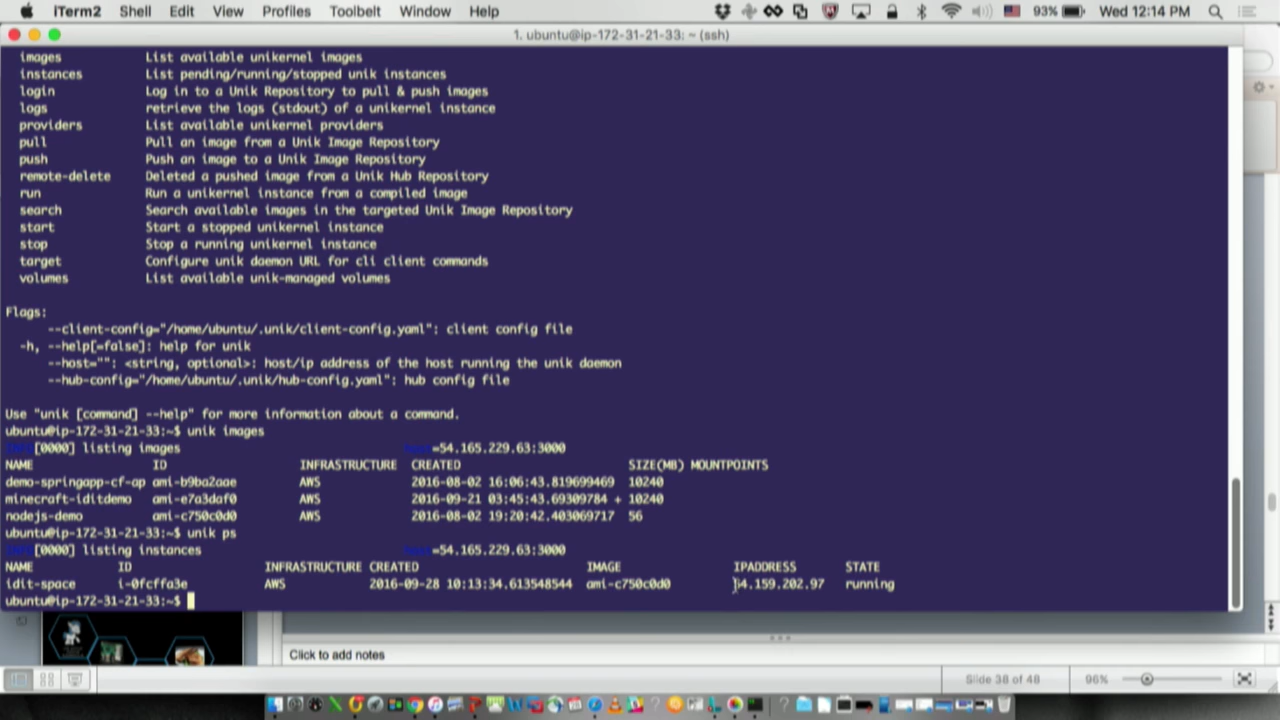 iTerm2 Shell Edit View Profiles Toolbelt Window Help 93% Wed 12:14 PM
1. ubuntu@ip-172-31-21-33: ~ (ssh)
images List available unikernel images
instances List pending/running/stopped unik instances
login Log in to a Unik Repository to pull & push images
logs retrieve the logs (stdout) of a unikernel instance
providers List available unikernel providers
pull Pull an image from a Unik Image Repository
push Push an image to a Unik Image Repository
remote-delete Deleted a pushed image from a Unik Hub Repository
run Run a unikernel instance from a compiled image
search Search available images in the targeted Unik Image Repository
start Start a stopped unikernel instance
stop Stop a running unikernel instance
target Configure unik daemon URL for cli client commands
volumes List available unik-managed volumes
Flags:
--client-config="/home/ubuntu/.unik/client-config.yaml": client config file
-h, --help[=false]: help for unik
--host="": <string, optional>: host/ip address of the host running the unik daemon
--hub-config="/home/ubuntu/.unik/hub-config.yaml": hub config file
Use "unik [command] --help" for more information about a command.
ubuntu@ip-172-31-21-33:~$ unik images
[0000] listing images =54.165.229.63:3000
NAME ID INFRASTRUCTURE CREATED SIZE(MB) MOUNTPOINTS
demo-springapp-cf-ap ami-b9ba2aae AWS 2016-08-02 16:06:43.819699469 10240
minecraft-iditdemo ami-e7a3daf0 AWS 2016-09-21 03:45:43.69309784 + 10240
nodejs-demo ami-c750c0d0 AWS 2016-08-02 19:20:42.403069717 56
ubuntu@ip-172-31-21-33:~$ unik ps
[0000] listing instances =54.165.229.63:3000
NAME ID INFRASTRUCTURE CREATED IMAGE IPADDRESS STATE
idit-space i-0fcffa3e AWS 2016-09-28 10:13:34.613548544 ami-c750c0d0 54.159.202.97 running
ubuntu@ip-172-31-21-33:~$
Click to add notes
Slide 38 of 48 96%